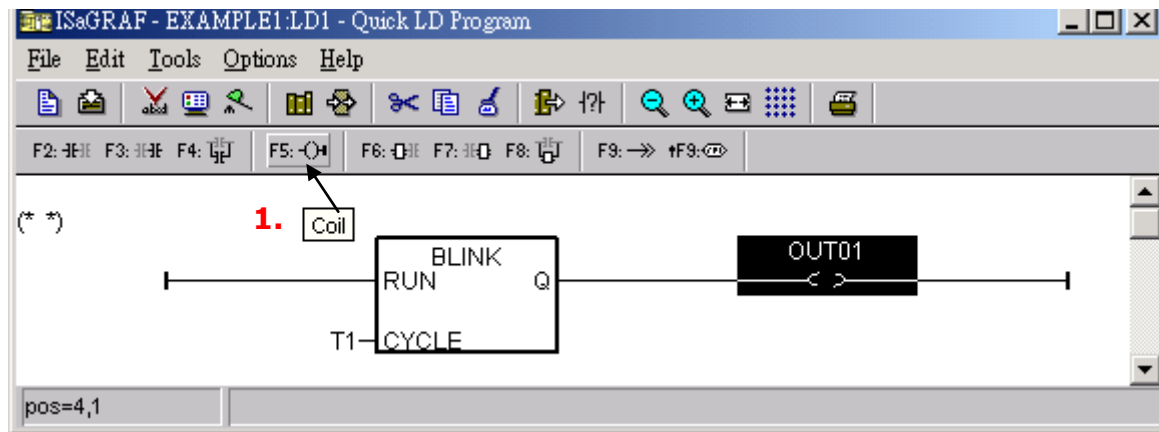 ISaGRAF - EXAMPLE1:LD1 - Quick LD Program
File Edit Tools Options Help
F2: F3: F4: F5: F6: F7: F8: F9: F9:
(* *)
1. Coil
BLINK OUT01
RUN Q
T1 CYCLE
pos=4,1